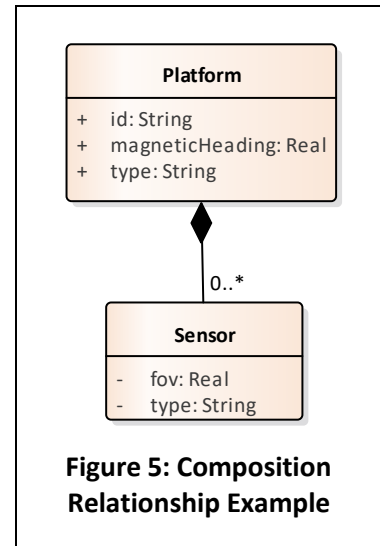 Platform
+ id: String
+ magneticHeading: Real
+ type: String
0..*
Sensor
- fov: Real
- type: String
Figure 5: Composition
Relationship Example